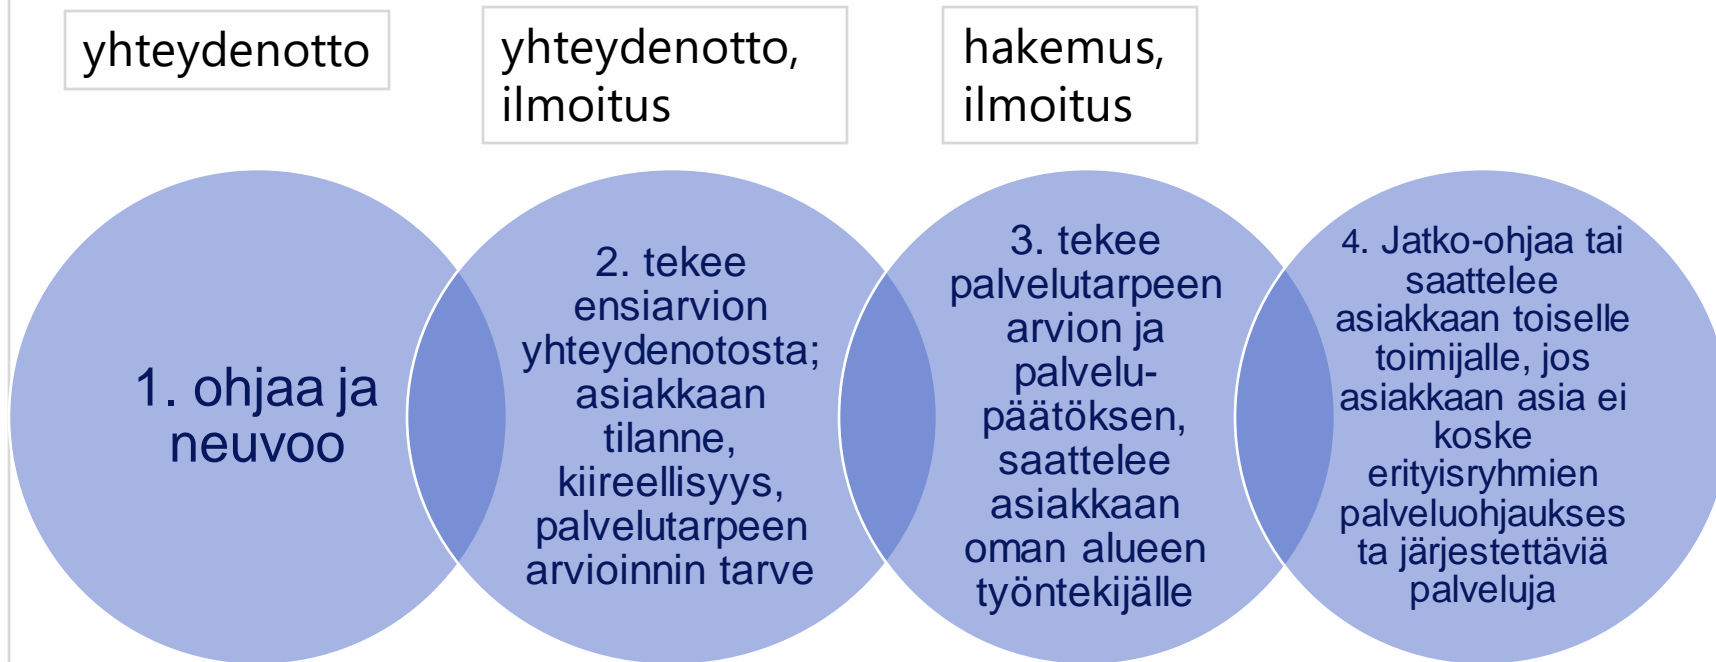 yhteydenotto
yhteydenotto,
ilmoitus
hakemus,
ilmoitus
1. ohjaa ja
neuvoo
2. tekee
ensiarvion
yhteydenotosta;
asiakkaan
tilanne,
kiireellisyys,
palvelutarpeen
arvioinnin tarve
3. tekee
palvelutarpeen
arvion ja
palvelu-
päätöksen,
saattelee
asiakkaan
oman alueen
työntekijälle
4. Jatko-ohjaa tai
saattelee
asiakkaan toiselle
toimijalle, jos
asiakkaan asia ei
koske
erityisryhmien
palveluohjaukses
ta järjestettäviä
palveluja